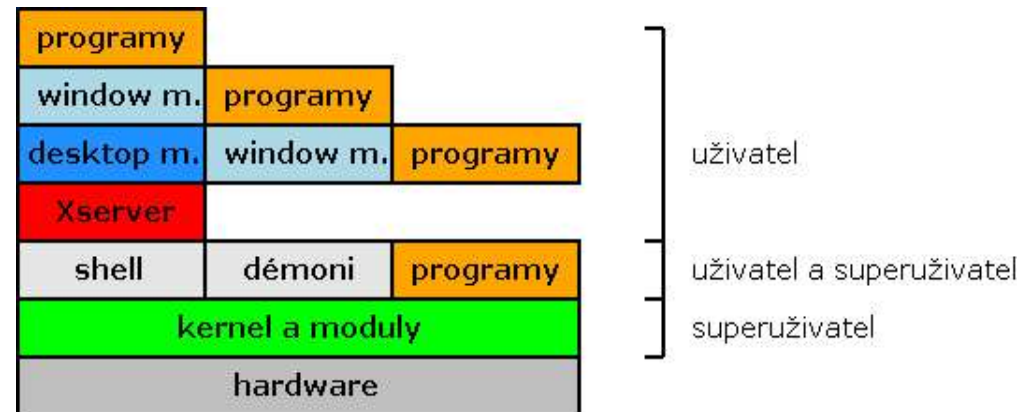 programy
window m. programy
desktop m. window m. programy
uživatel
Xserver
shell démoni programy
uživatel a superuživatel
kernel a moduly
superuživatel
hardware